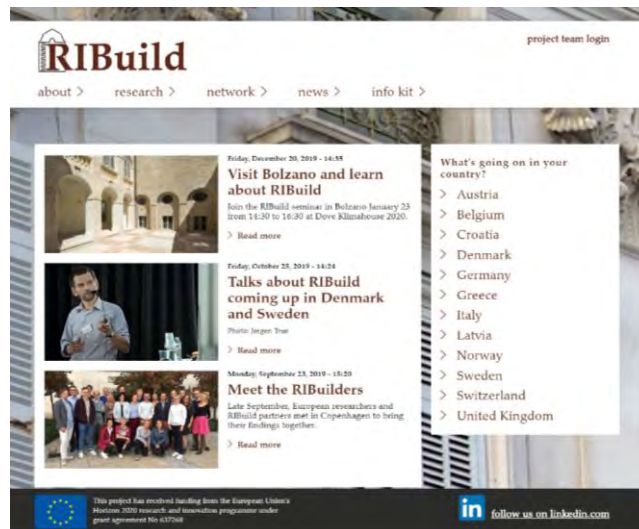 RIBuild
project team login
about >
research >
network >
news >
info kit >
Friday, December 20, 2019 - 14:55
Visit Bolzano and learn
about RIBuild
Join the RIBuild seminar in Bolzano January 23
from 14:30 to 16:30 at Dove Klimahouse 2020.
> Read more
Friday, October 25, 2019 - 14:24
Talks about RIBuild
coming up in Denmark
and Sweden
Photo: Jørgen True
> Read more
Monday, September 23, 2019 - 15:20
Meet the RIBuilders
Late September, European researchers and
RIBuild partners met in Copenhagen to bring
their findings together.
> Read more
What's going on in your
country?
> Austria
> Belgium
> Croatia
> Denmark
> Germany
> Greece
> Italy
> Latvia
> Norway
> Sweden
> Switzerland
> United Kingdom
This project has received funding from the European Union's
Horizon 2020 research and innovation programme under
grant agreement No 637268
in
follow us on linkedin.com